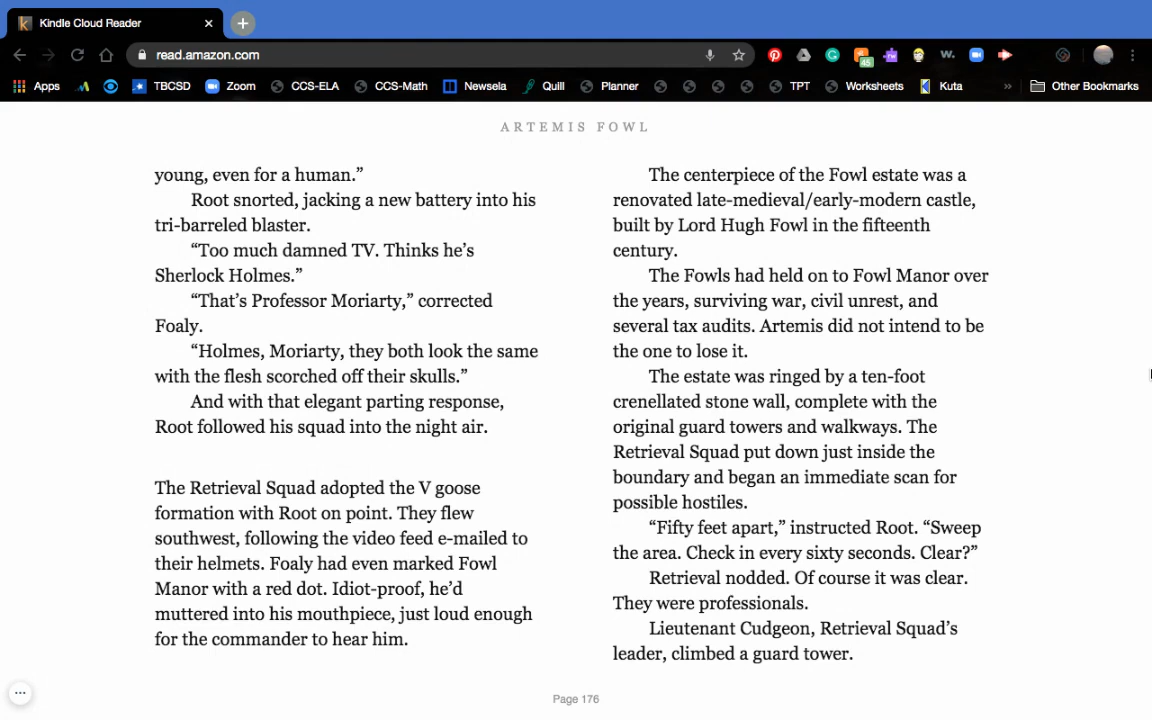 Kindle Cloud Reader
read.amazon.com
45
W.
Apps
TBCSD
Zoom
CCS-ELA
CCS-Math
Newsela
Quill
Planner
TPT
Worksheets
Kuta
»
Other Bookmarks
ARTEMIS FOWL
young, even for a human.”
Root snorted, jacking a new battery into his
tri-barreled blaster.
“Too much damned TV. Thinks he’s
Sherlock Holmes.”
“That’s Professor Moriarty,” corrected
Foaly.
“Holmes, Moriarty, they both look the same
with the flesh scorched off their skulls.”
And with that elegant parting response,
Root followed his squad into the night air.
The Retrieval Squad adopted the V goose
formation with Root on point. They flew
southwest, following the video feed e-mailed to
their helmets. Foaly had even marked Fowl
Manor with a red dot. Idiot-proof, he’d
muttered into his mouthpiece, just loud enough
for the commander to hear him.
The centerpiece of the Fowl estate was a
renovated late-medieval/early-modern castle,
built by Lord Hugh Fowl in the fifteenth
century.
The Fowls had held on to Fowl Manor over
the years, surviving war, civil unrest, and
several tax audits. Artemis did not intend to be
the one to lose it.
The estate was ringed by a ten-foot
crenellated stone wall, complete with the
original guard towers and walkways. The
Retrieval Squad put down just inside the
boundary and began an immediate scan for
possible hostiles.
“Fifty feet apart,” instructed Root. “Sweep
the area. Check in every sixty seconds. Clear?”
Retrieval nodded. Of course it was clear.
They were professionals.
Lieutenant Cudgeon, Retrieval Squad’s
leader, climbed a guard tower.
Page 176